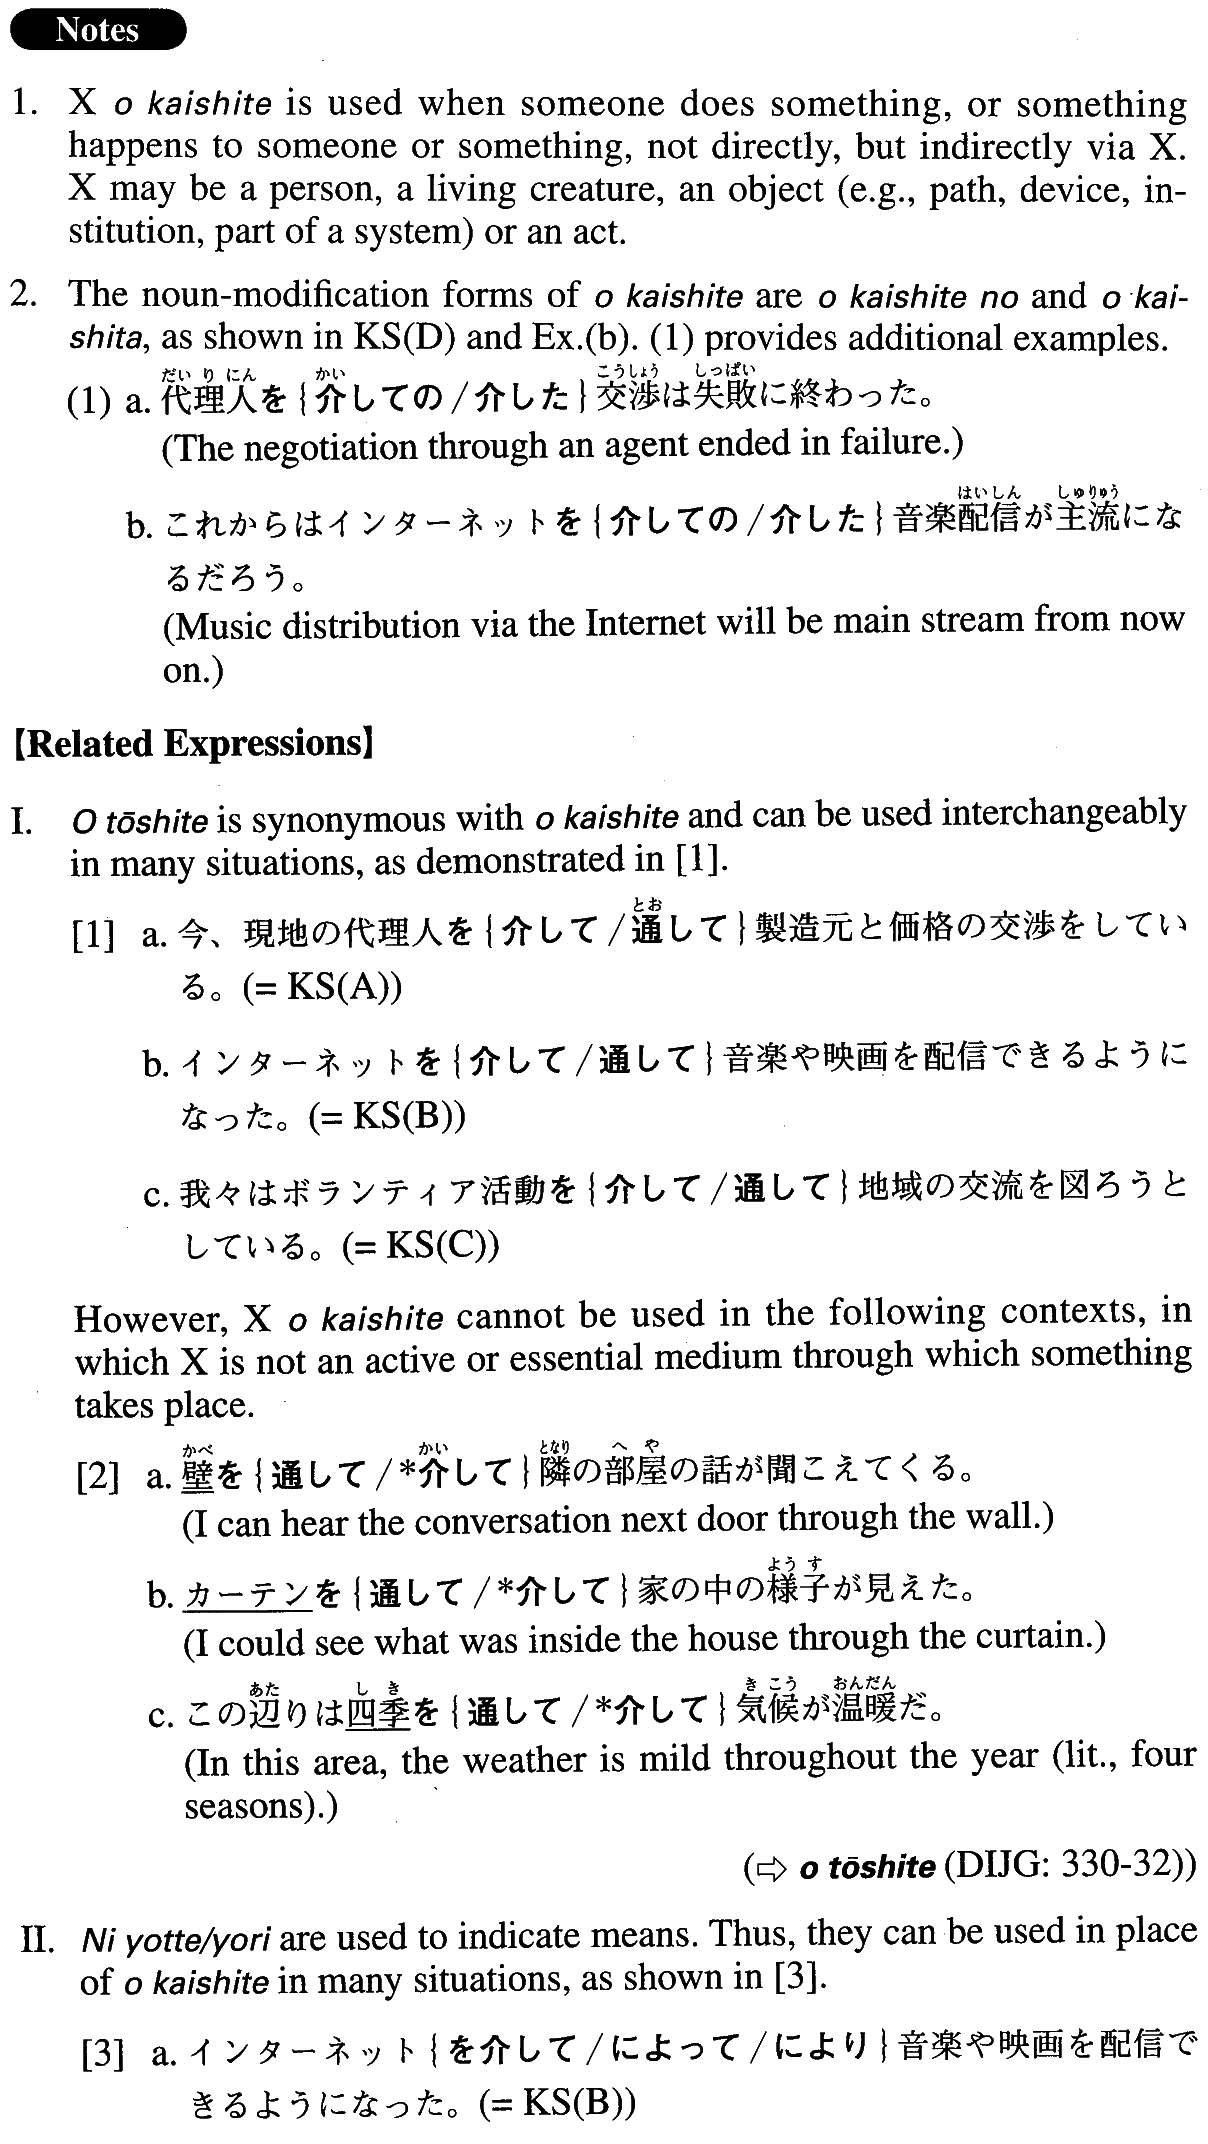 Notes
1. X o kaishite is used when someone does something, or something
happens to someone or something, not directly, but indirectly via X.
X may be a person, a living creature, an object (e.g., path, device, in-
stitution, part of a system) or an act.
2. The noun-modification forms of o kaishite are o kaishite no and o kai-
shita, as shown in KS(D) and Ex.(b). (1) provides additional examples.
だいりにん かい こうしょう しっぱい
(1) a. 代理人を{介しての/介した}交渉は失敗に終わった。
(The negotiation through an agent ended in failure.)
はいしん しゅりゅう
b. これからはインターネットを{介しての/介した}音楽配信が主流にな
るだろう。
(Music distribution via the Internet will be main stream from now
on.)
【Related Expressions】
I. O tōshite is synonymous with o kaishite and can be used interchangeably
in many situations, as demonstrated in [1].
とお
[1] a. 今、現地の代理人を{介して/通して}製造元と価格の交渉をしてい
る。(= KS(A))
b. インターネットを{介して/通して}音楽や映画を配信できるように
なった。(= KS(B))
c. 我々はボランティア活動を{介して/通して}地域の交流を図ろうと
している。(= KS(C))
However, X o kaishite cannot be used in the following contexts, in
which X is not an active or essential medium through which something
takes place.
かべ かい となり へや
[2] a. 壁を{通して/*介して}隣の部屋の話が聞こえてくる。
(I can hear the conversation next door through the wall.)
ようす
b. カーテンを{通して/*介して}家の中の様子が見えた。
(I could see what was inside the house through the curtain.)
あた しき きこう おんだん
c. この辺りは四季を{通して/*介して}気候が温暖だ。
(In this area, the weather is mild throughout the year (lit., four
seasons).)
(⇨ o tōshite (DIJG: 330-32))
II. Ni yotte/yori are used to indicate means. Thus, they can be used in place
of o kaishite in many situations, as shown in [3].
[3] a. インターネット{を介して/によって/により}音楽や映画を配信で
きるようになった。(= KS(B))